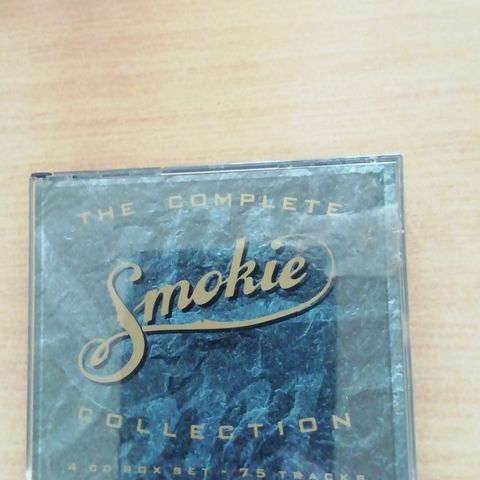 THE COMPLETE
Smokie
COLLECTION
4 CD BOX SET - 75 TRACKS